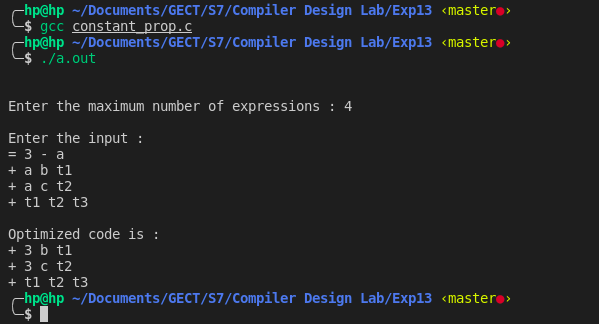 ╭─hp@hp ~/Documents/GECT/S7/Compiler Design Lab/Exp13 ‹master●›
╰─$ gcc constant_prop.c
╭─hp@hp ~/Documents/GECT/S7/Compiler Design Lab/Exp13 ‹master●›
╰─$ ./a.out
Enter the maximum number of expressions : 4
Enter the input :
= 3 - a
+ a b t1
+ a c t2
+ t1 t2 t3
Optimized code is :
+ 3 b t1
+ 3 c t2
+ t1 t2 t3
╭─hp@hp ~/Documents/GECT/S7/Compiler Design Lab/Exp13 ‹master●›
╰─$